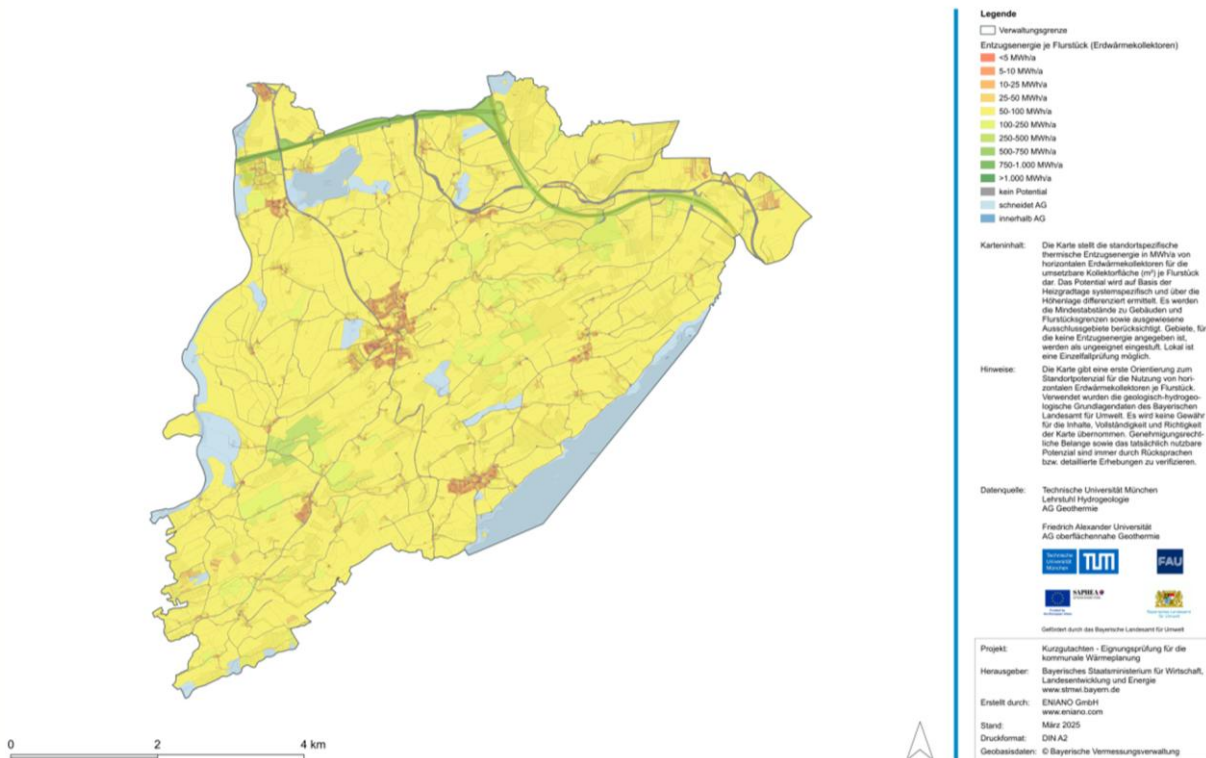 Legende
Verwaltungsgrenze
Entzugsenergie je Flurstück (Erdwärmekollektoren)
<5 MWh/a
5-10 MWh/a
10-25 MWh/a
25-50 MWh/a
50-100 MWh/a
100-250 MWh/a
250-500 MWh/a
500-750 MWh/a
750-1.000 MWh/a
>1.000 MWh/a
kein Potential
schneidet AG
innerhalb AG
Karteninhalt: Die Karte stellt die standortspezifische
thermische Entzugsenergie in MWh/a von
horizontalen Erdwärmekollektoren für die
umsetzbare Kollektorfläche (m²) je Flurstück
dar. Das Potential wird auf Basis der
Heizgradtage systemspezifisch und über die
Höhenlage differenziert ermittelt. Es werden
die Mindestabstände zu Gebäuden und
Flurstücksgrenzen sowie ausgewiesene
Ausschlussgebiete berücksichtigt. Gebiete, für
die keine Entzugsenergie angegeben ist,
werden als ungeeignet eingestuft. Lokal ist
eine Einzelfallprüfung möglich.
Hinweise: Die Karte gibt eine erste Orientierung zum
Standortpotenzial für die Nutzung von hori-
zontalen Erdwärmekollektoren je Flurstück.
Verwendet wurden die geologisch-hydrogeo-
logische Grundlagendaten des Bayerischen
Landesamt für Umwelt. Es wird keine Gewähr
für die Inhalte, Vollständigkeit und Richtigkeit
der Karte übernommen. Genehmigungsrecht-
liche Belange sowie das tatsächlich nutzbare
Potenzial sind immer durch Rücksprachen
bzw. detaillierte Erhebungen zu verifizieren.
Datenquelle: Technische Universität München
Lehrstuhl Hydrogeologie
AG Geothermie
Friedrich Alexander Universität
AG oberflächennahe Geothermie
Technische
Universität
München
TUM
FAU
SAPHEA
Gefördert durch das Bayerische Landesamt für Umwelt
Projekt: Kurzgutachten - Eignungsprüfung für die
kommunale Wärmeplanung
Herausgeber: Bayerisches Staatsministerium für Wirtschaft,
Landesentwicklung und Energie
www.stmwi.bayern.de
Erstellt durch: ENIANO GmbH
www.eniano.com
Stand: März 2025
Druckformat: DIN A2
Geobasisdaten: © Bayerische Vermessungsverwaltung
0 2 4 km